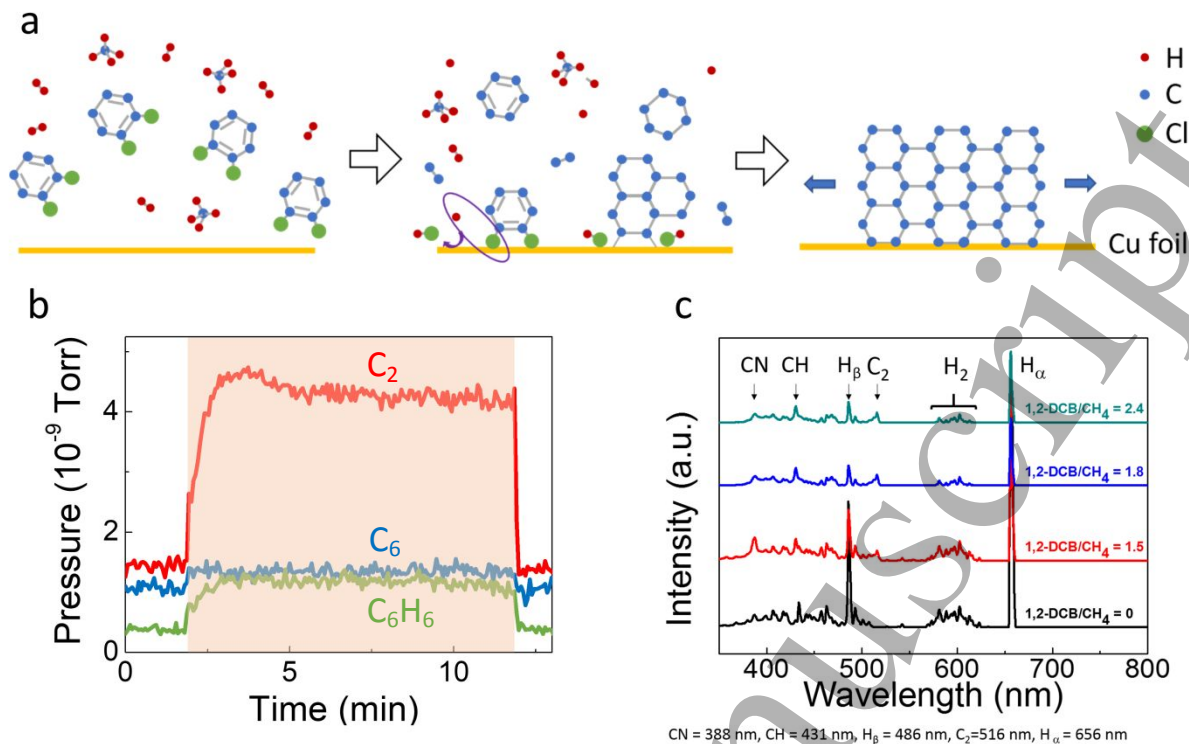 a
H
C
Cl
Cu foil
b
C₂
C₆
C₆H₆
4
2
0
0
5
10
Pressure (10⁻⁹ Torr)
Time (min)
c
CN
CH
Hβ
C₂
H₂
Hα
1,2-DCB/CH₄ = 2.4
1,2-DCB/CH₄ = 1.8
1,2-DCB/CH₄ = 1.5
1,2-DCB/CH₄ = 0
Intensity (a.u.)
400
500
600
700
800
Wavelength (nm)
CN = 388 nm, CH = 431 nm, Hβ = 486 nm, C₂=516 nm, Hα = 656 nm
nuscript